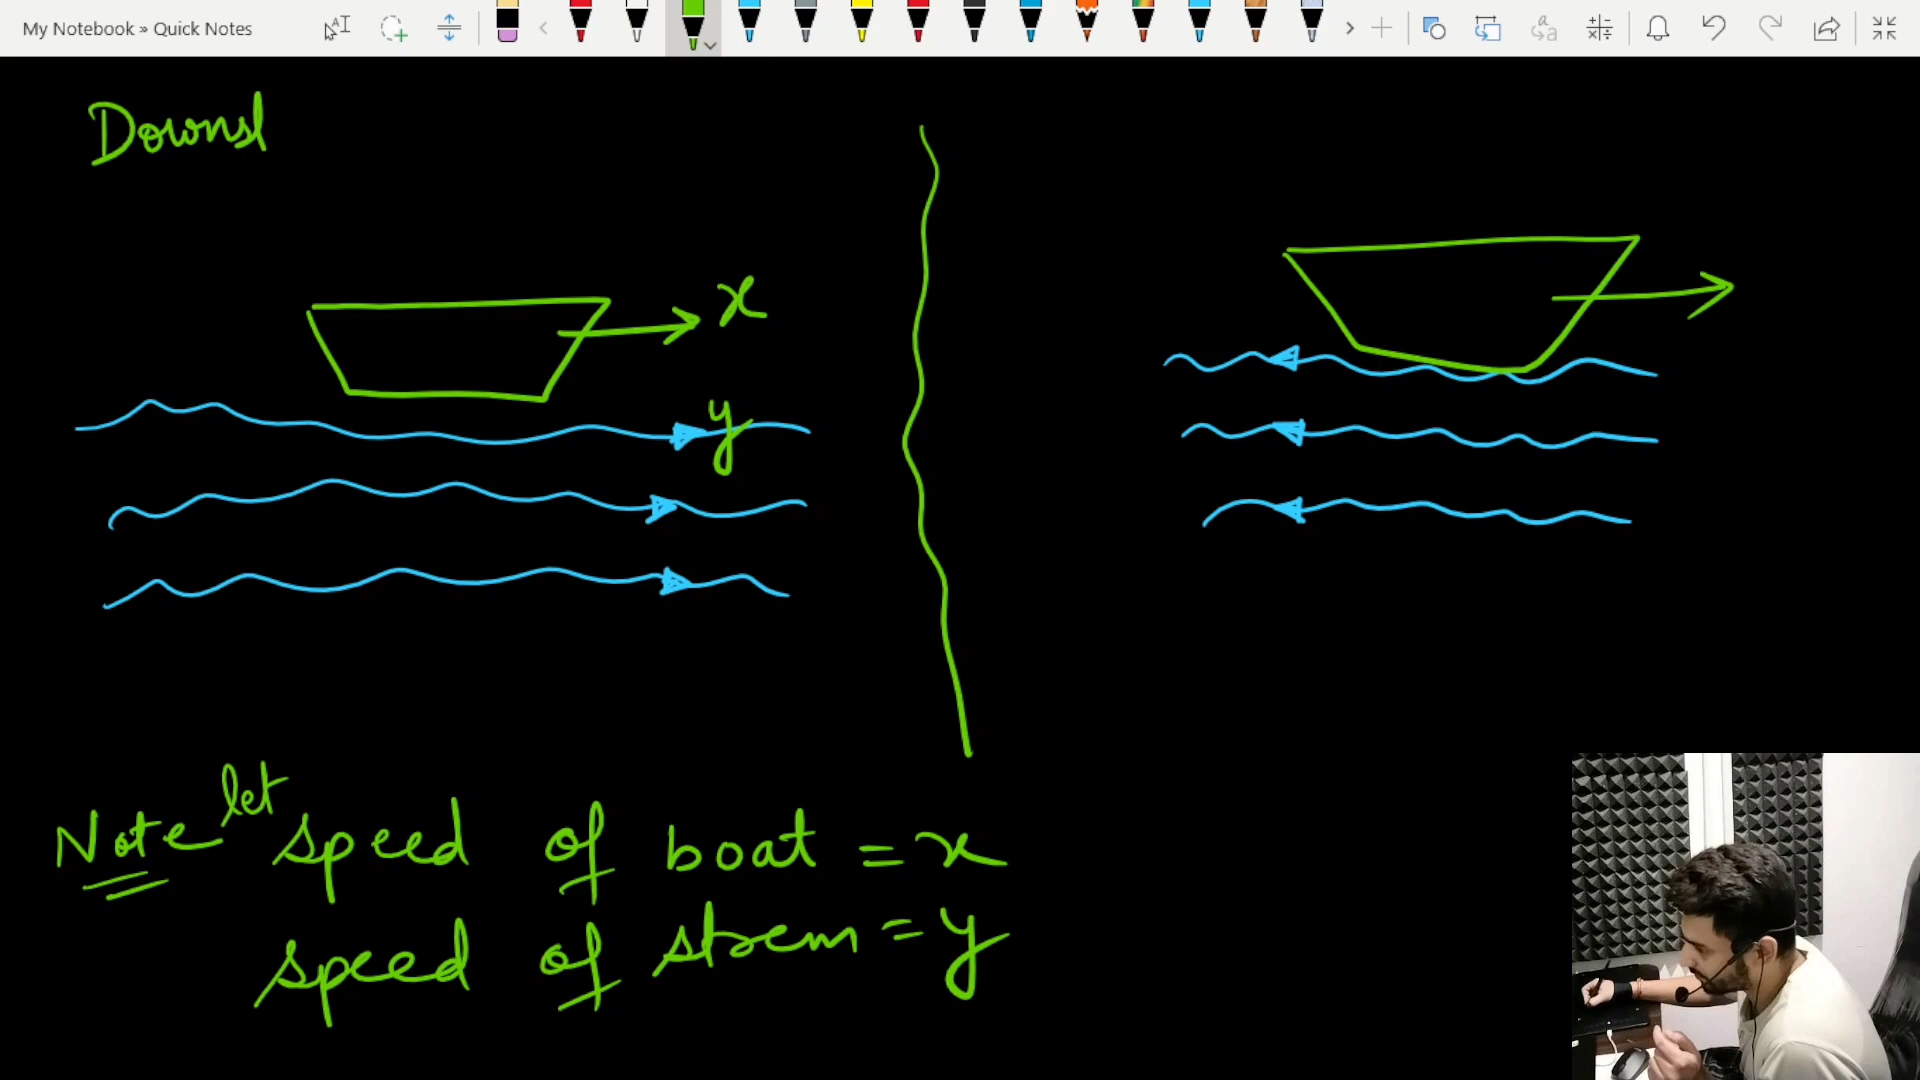 My Notebook » Quick Notes
Downst
x
y
Note let speed of boat = x
speed of strem = y